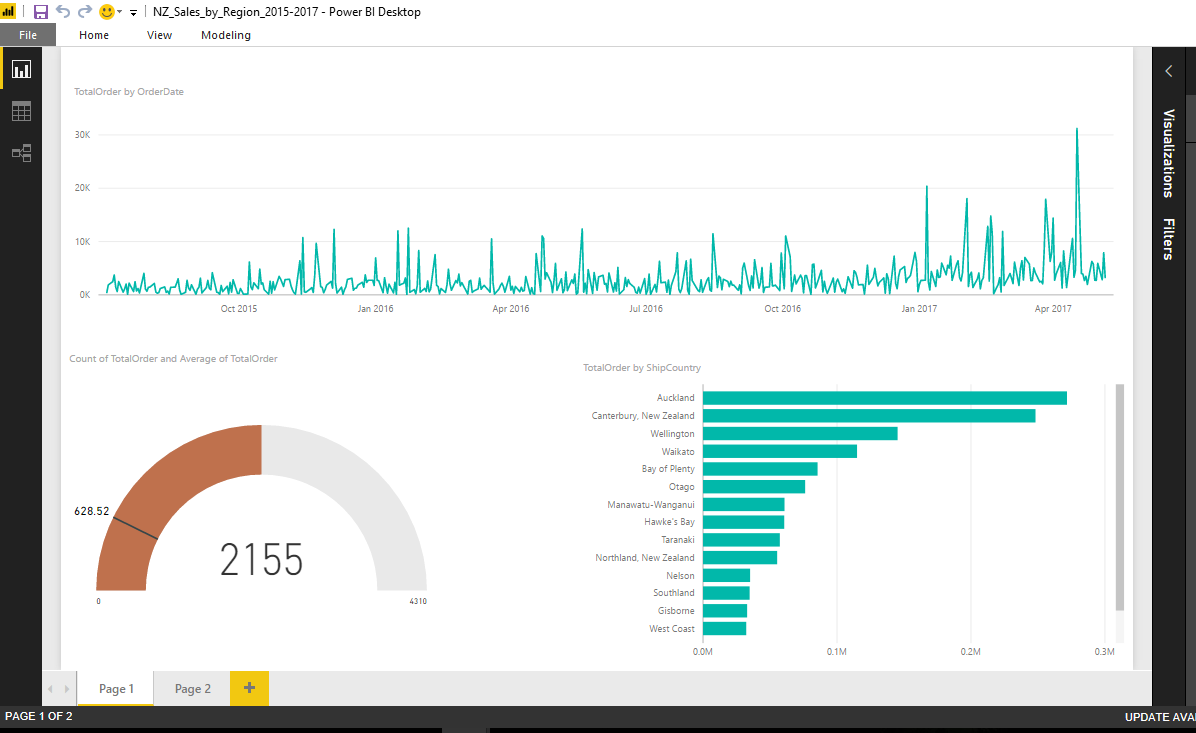 NZ_Sales_by_Region_2015-2017 - Power BI Desktop
File Home View Modeling
TotalOrder by OrderDate
30K
20K
10K
0K
Oct 2015 Jan 2016 Apr 2016 Jul 2016 Oct 2016 Jan 2017 Apr 2017
Visualizations
Filters
Count of TotalOrder and Average of TotalOrder
628.52
2155
0 4310
TotalOrder by ShipCountry
Auckland
Canterbury, New Zealand
Wellington
Waikato
Bay of Plenty
Otago
Manawatu-Wanganui
Hawke's Bay
Taranaki
Northland, New Zealand
Nelson
Southland
Gisborne
West Coast
0.0M 0.1M 0.2M 0.3M
Page 1 Page 2
PAGE 1 OF 2 UPDATE AVA